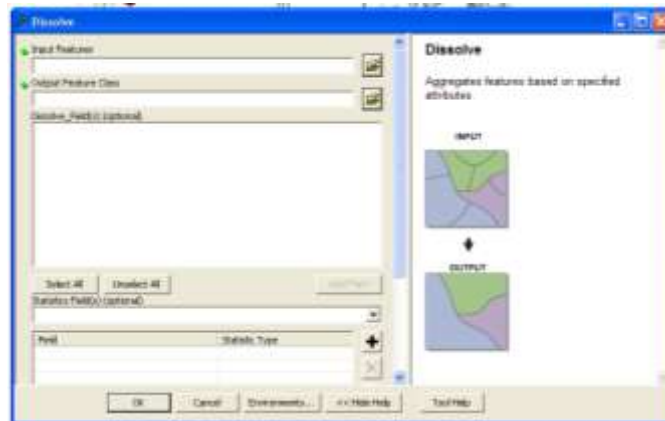 Dissolve
Input Features
Output Feature Class
Dissolve_Field(s) (optional)
Select All
Unselect All
Add Field
Statistics Field(s) (optional)
Field
Statistic Type
OK
Cancel
Environments...
<< Hide Help
Tool Help
Dissolve
Aggregates features based on specified
attributes
INPUT
OUTPUT